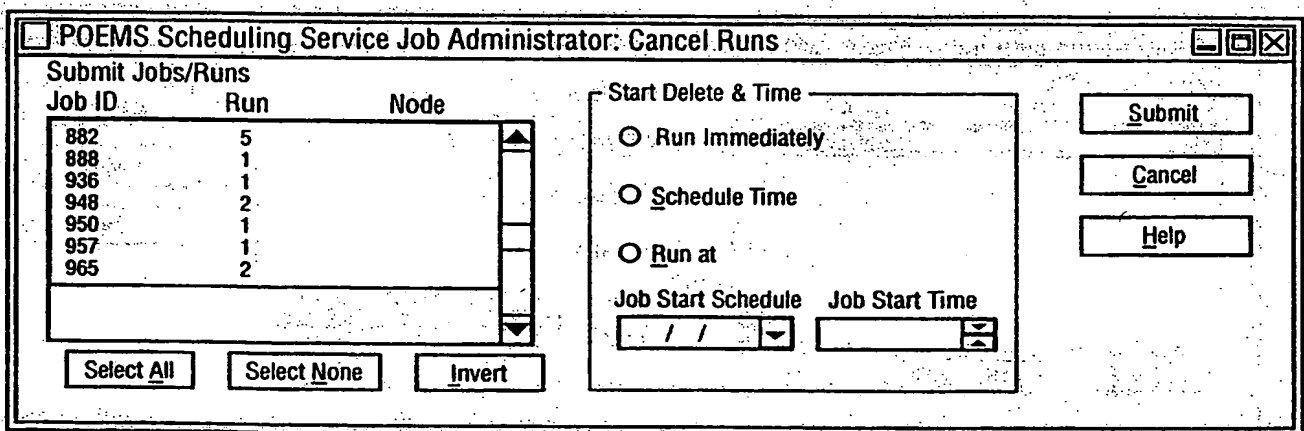 POEMS Scheduling Service Job Administrator: Cancel Runs
Submit Jobs/Runs
Job ID Run Node
882 5
888 1
936 1
948 2
950 1
957 1
965 2
Select All Select None Invert
Start Delete & Time
Run Immediately
Schedule Time
Run at
Job Start Schedule Job Start Time
/ /
Submit
Cancel
Help